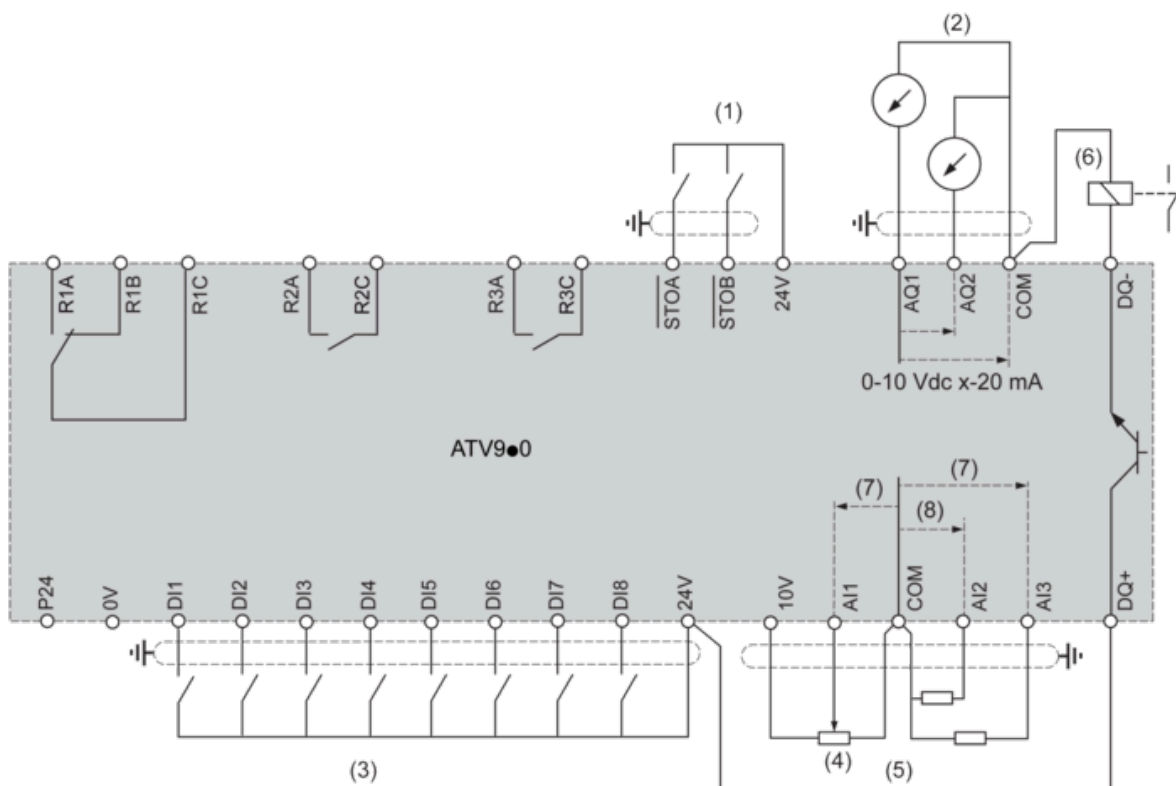 (2)
(1)
(6)
R1A
R1B
R1C
R2A
R2C
R3A
R3C
STOA
STOB
24V
AQ1
AQ2
COM
DQ-
0-10 Vdc x-20 mA
ATV9●0
(7)
(7)
(8)
P24
0V
DI1
DI2
DI3
DI4
DI5
DI6
DI7
DI8
24V
10V
AI1
COM
AI2
AI3
DQ+
(3)
(4)
(5)